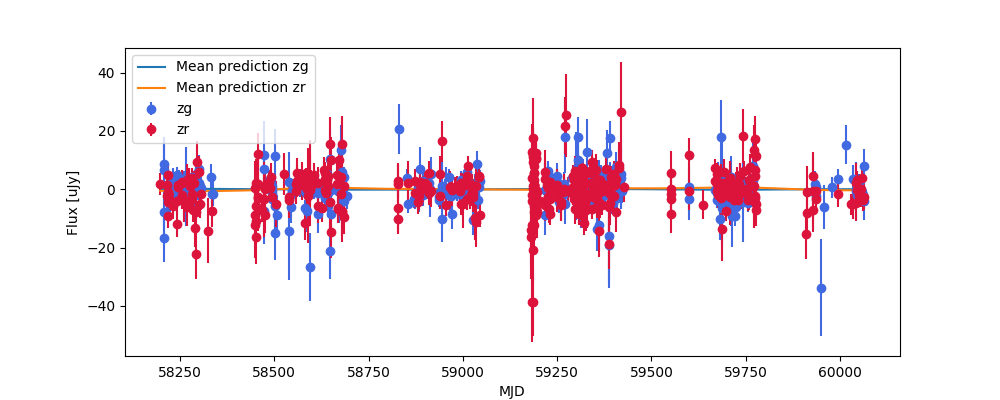 Mean prediction zg
Mean prediction zr
zg
zr
Flux [uJy]
40
20
0
−20
−40
58250
58500
58750
59000
59250
59500
59750
60000
MJD